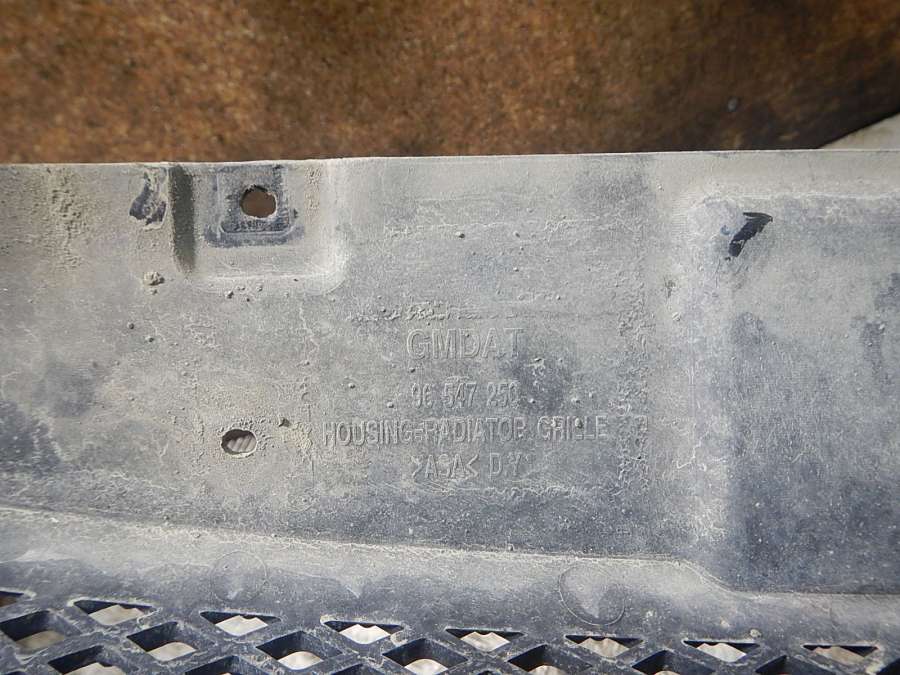 GMDAT
96 547 250
HOUSING-RADIATOR GRILLE
>ASA< D.Y